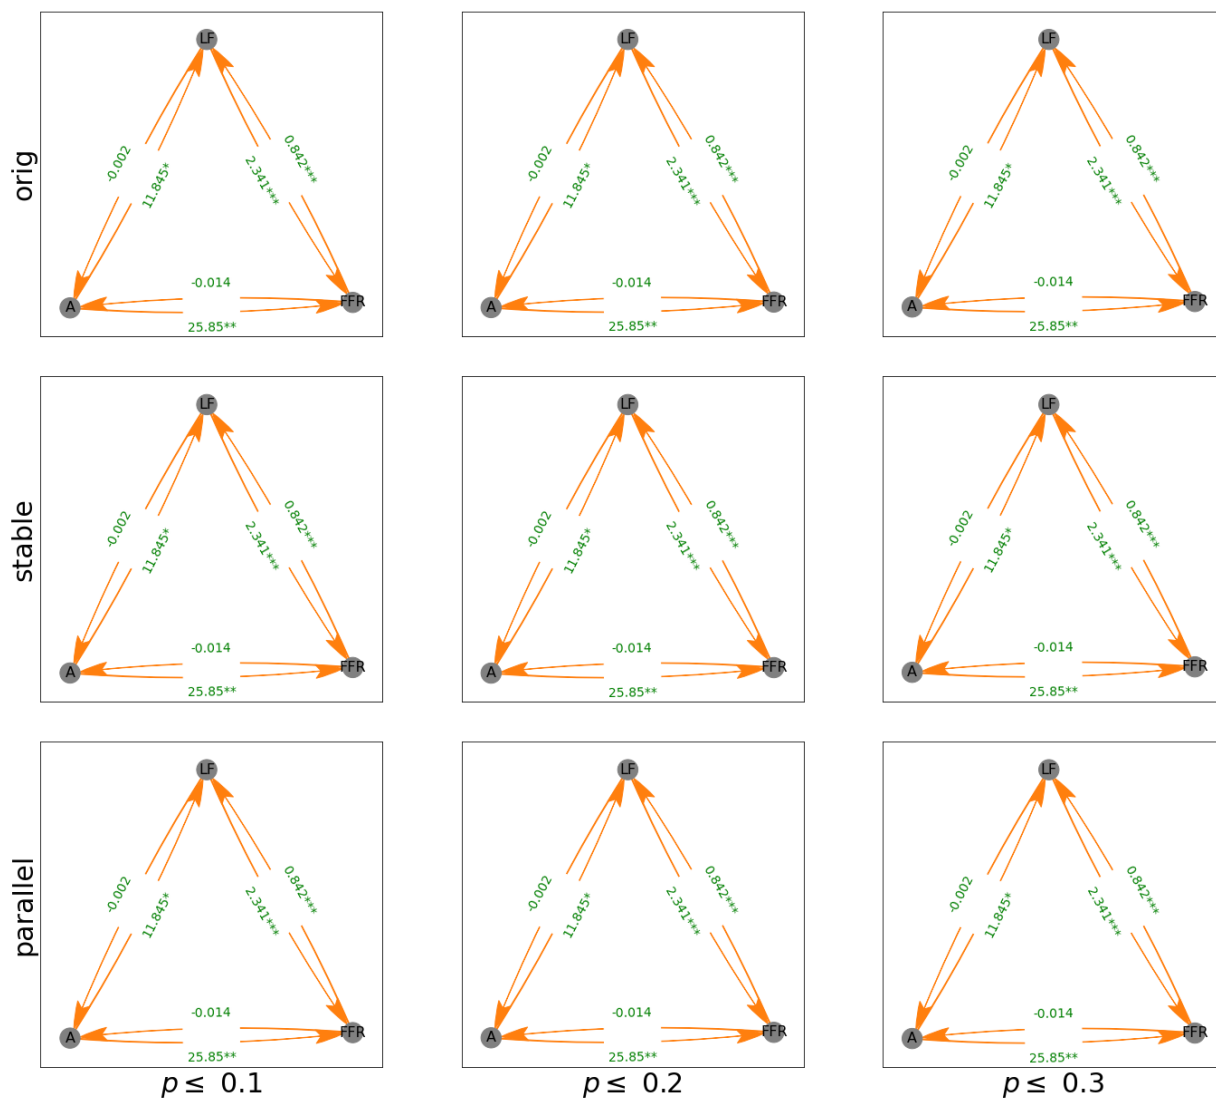 orig
LF
-0.002
11.845*
0.842***
2.341***
-0.014
A
FFR
25.85**
LF
-0.002
11.845*
0.842***
2.341***
-0.014
A
FFR
25.85**
LF
-0.002
11.845*
0.842***
2.341***
-0.014
A
FFR
25.85**
stable
LF
-0.002
11.845*
0.842***
2.341***
-0.014
A
FFR
25.85**
LF
-0.002
11.845*
0.842***
2.341***
-0.014
A
FFR
25.85**
LF
-0.002
11.845*
0.842***
2.341***
-0.014
A
FFR
25.85**
parallel
LF
-0.002
11.845*
0.842***
2.341***
-0.014
A
FFR
25.85**
LF
-0.002
11.845*
0.842***
2.341***
-0.014
A
FFR
25.85**
LF
-0.002
11.845*
0.842***
2.341***
-0.014
A
FFR
25.85**
p ≤ 0.1
p ≤ 0.2
p ≤ 0.3